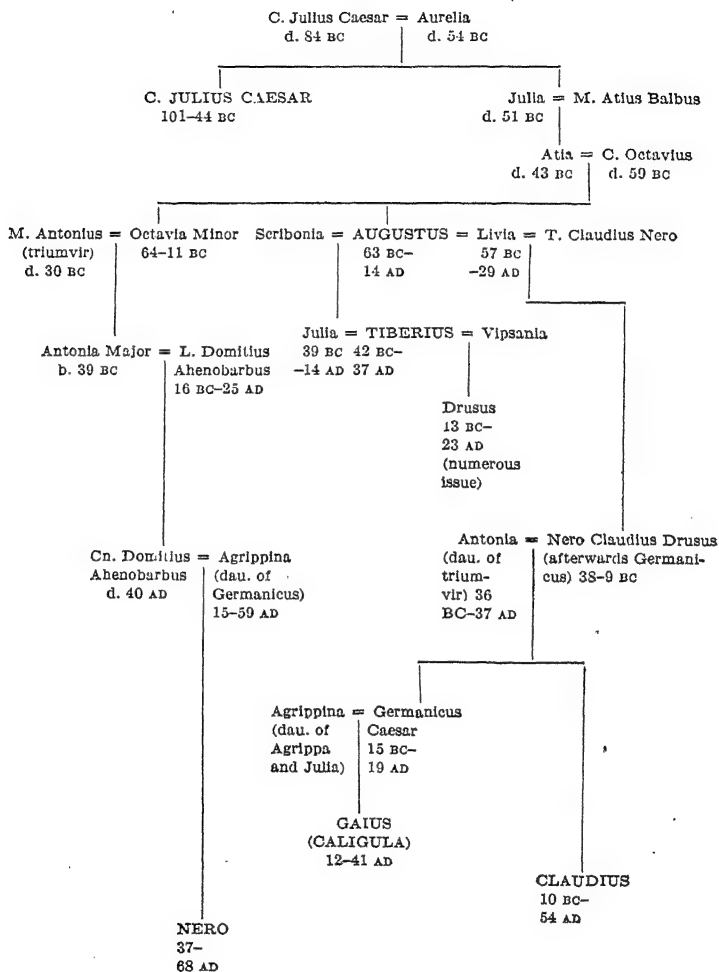 C. Julius Caesar = Aurelia
d. 84 BC d. 54 BC
C. JULIUS CAESAR
101–44 BC
Julia = M. Atius Balbus
d. 51 BC
Atia = C. Octavius
d. 43 BC d. 59 BC
M. Antonius = Octavia Minor
(triumvir) 64–11 BC
d. 30 BC
Scribonia = AUGUSTUS = Livia = T. Claudius Nero
63 BC– 57 BC
14 AD –29 AD
Antonia Major = L. Domitius
b. 39 BC Ahenobarbus
16 BC–25 AD
Julia = TIBERIUS = Vipsania
39 BC 42 BC–
–14 AD 37 AD
Drusus
13 BC–
23 AD
(numerous
issue)
Cn. Domitius = Agrippina
Ahenobarbus (dau. of
d. 40 AD Germanicus)
15–59 AD
Antonia = Nero Claudius Drusus
(dau. of (afterwards Germani-
trium- cus) 38–9 BC
vir) 36
BC–37 AD
Agrippina = Germanicus
(dau. of Caesar
Agrippa 15 BC–
and Julia) 19 AD
GAIUS
(CALIGULA)
12–41 AD
CLAUDIUS
10 BC–
54 AD
NERO
37–
68 AD